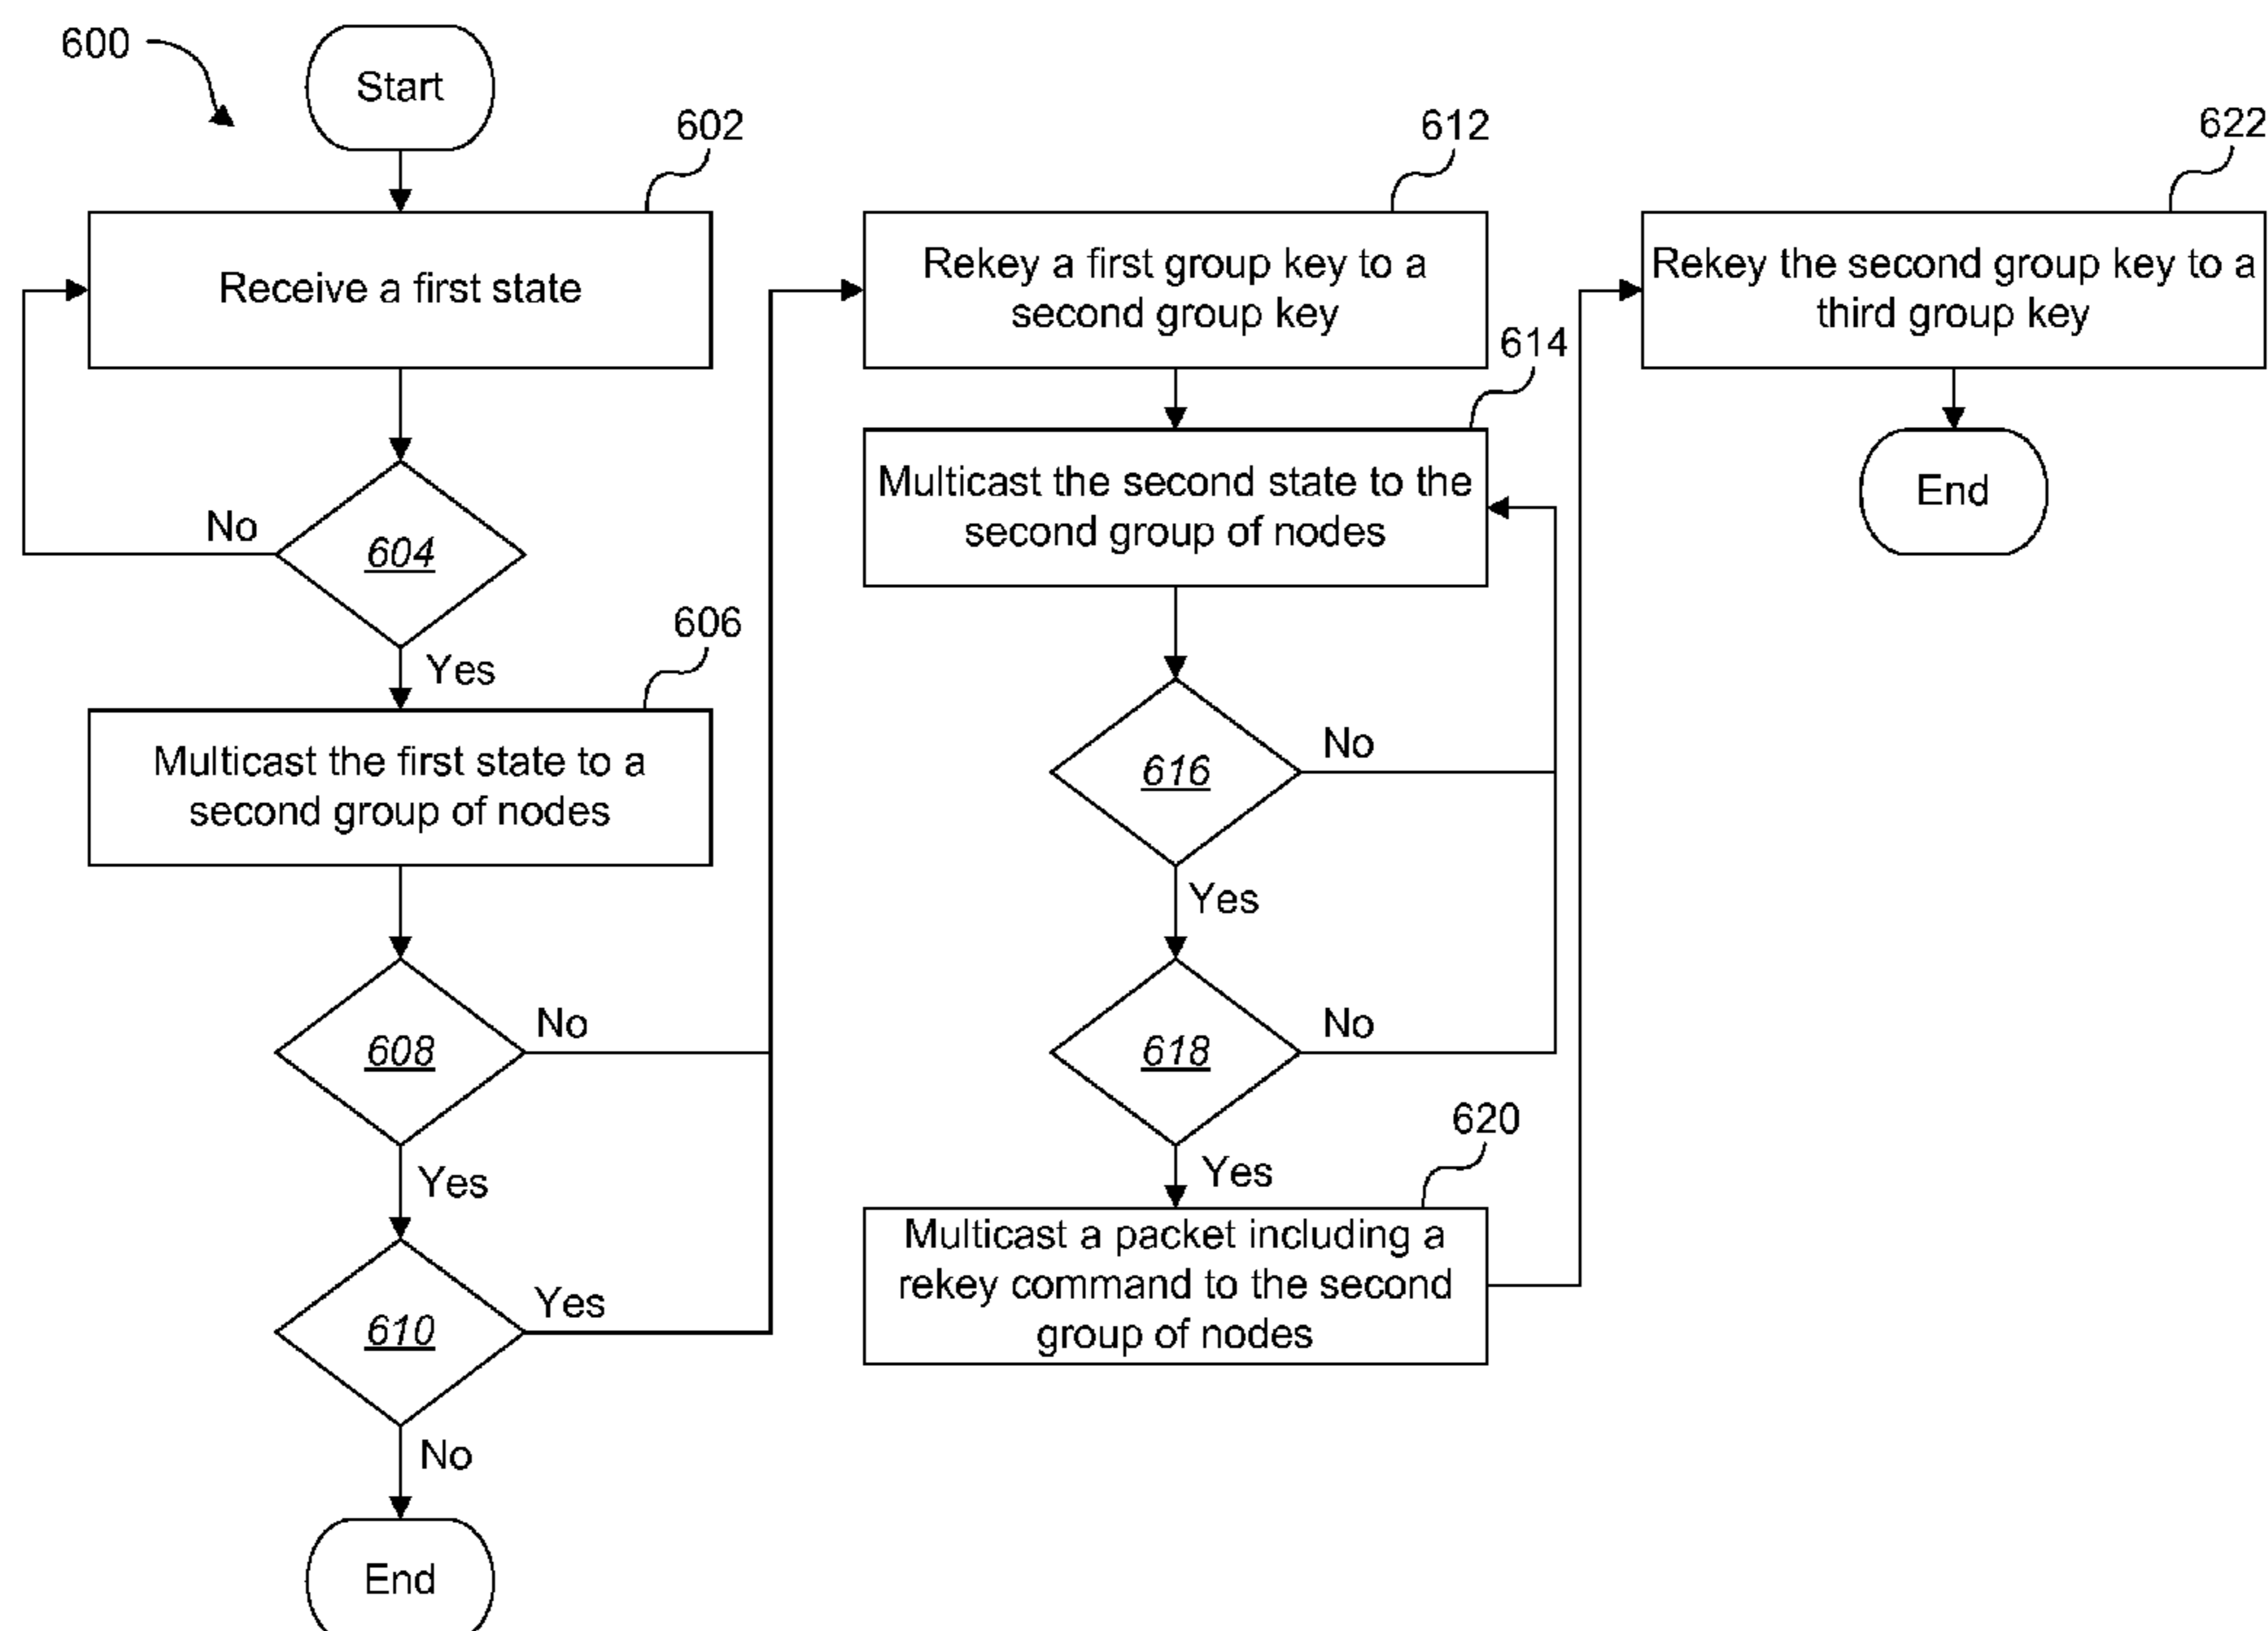 600
Start
602
Receive a first state
No
604
Yes
606
Multicast the first state to a
second group of nodes
608
No
Yes
610
Yes
No
End
612
Rekey a first group key to a
second group key
614
Multicast the second state to the
second group of nodes
616
No
Yes
618
No
Yes
620
Multicast a packet including a
rekey command to the second
group of nodes
622
Rekey the second group key to a
third group key
End